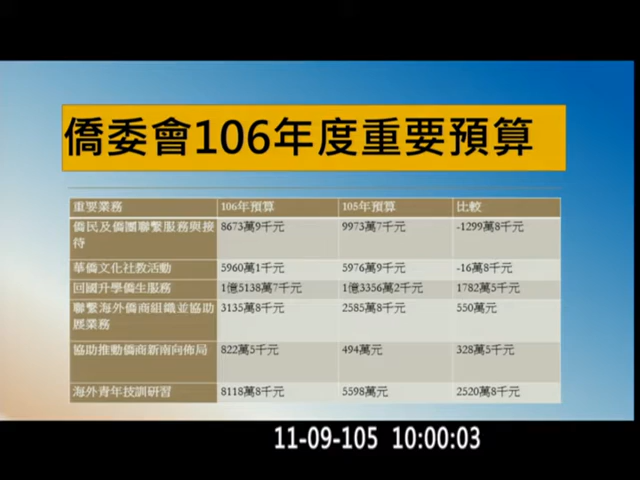 僑委會106年度重要預算
重要業務 106年預算 105年預算 比較
僑民及僑團聯繫服務與接 8673萬9千元 9973萬7千元 -1299萬8千元
待
華僑文化社教活動 5960萬1千元 5976萬9千元 -16萬8千元
回國升學僑生服務 1億5138萬7千元 1億3356萬2千元 1782萬5千元
聯繫海外僑商組織並協助 3135萬8千元 2585萬8千元 550萬元
展業務
協助推動僑商新南向佈局 822萬5千元 494萬元 328萬5千元
海外青年技訓研習 8118萬8千元 5598萬元 2520萬8千元
11-09-105 10:00:03